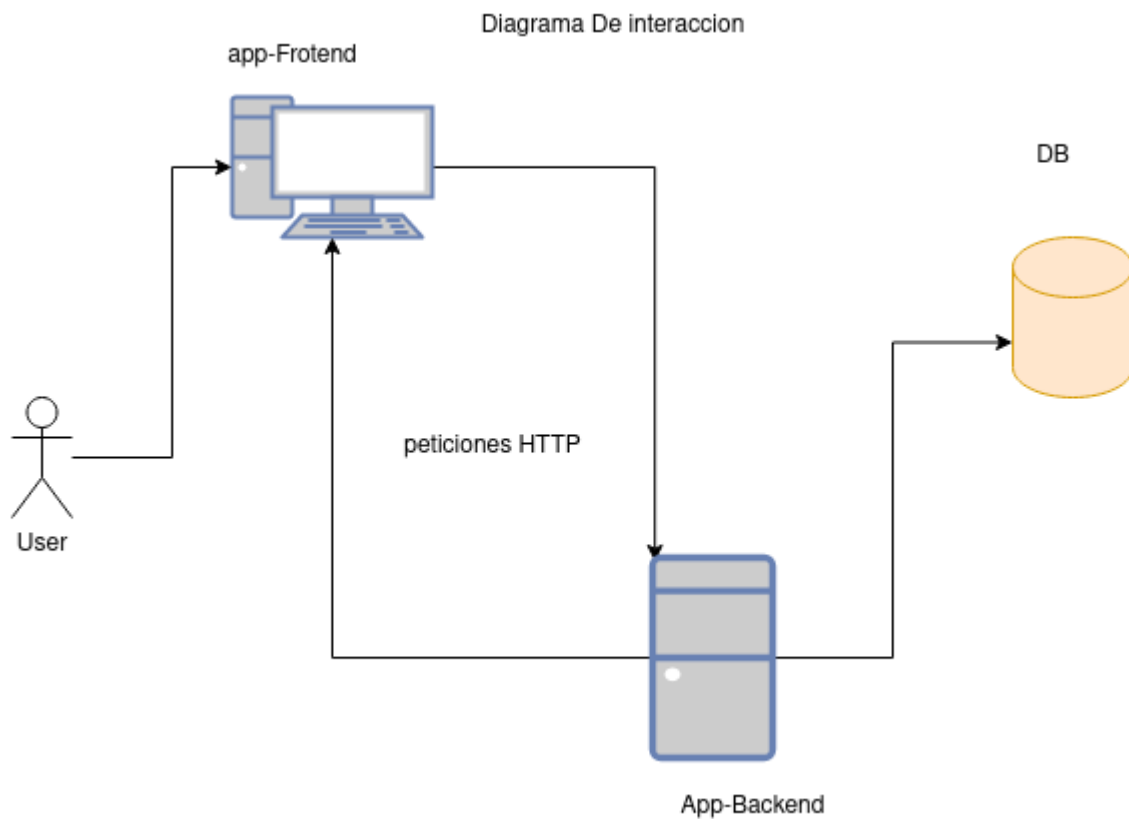 Diagrama De interaccion
app-Frotend
DB
peticiones HTTP
User
App-Backend